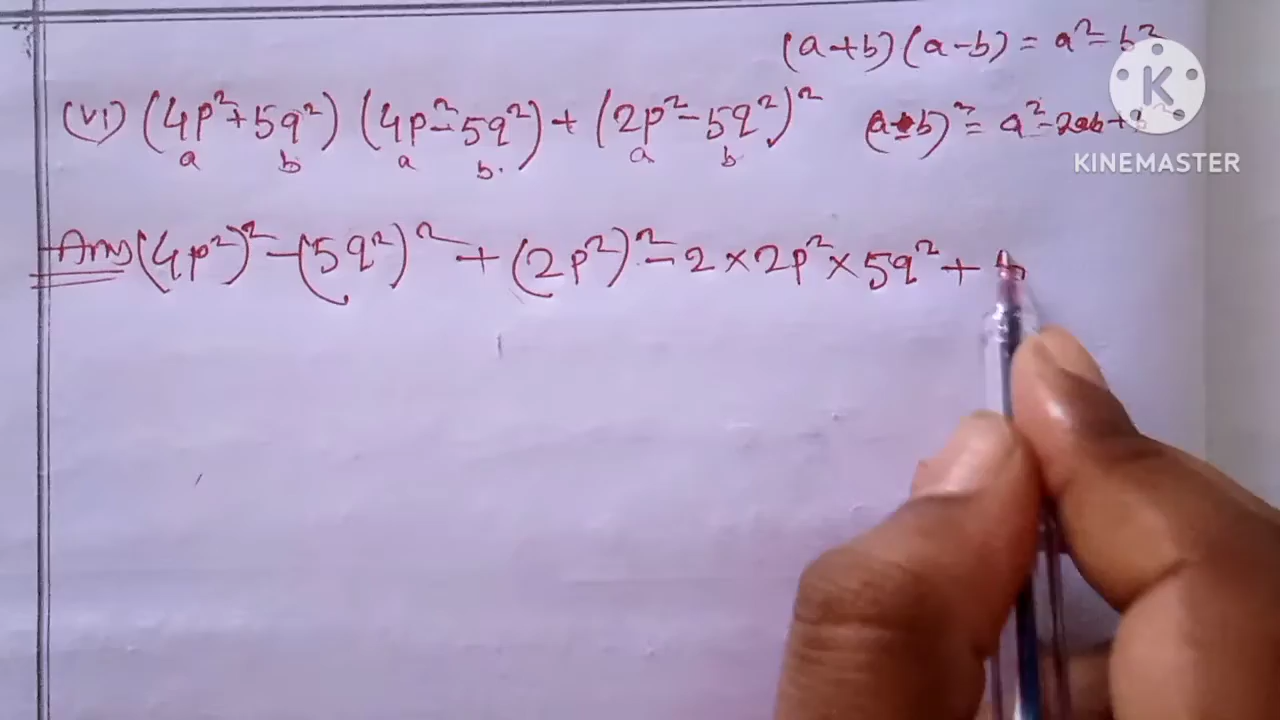 (a+b)(a-b) = a²-b²
(VI) (4p²+5q²) (4p²-5q²) + (2p²-5q²)² (a-b)² = a²-2ab+
a b a b. a b
K
KINEMASTER
Ans (4p²)² - (5q²)² + (2p²)² - 2 × 2p² × 5q² +